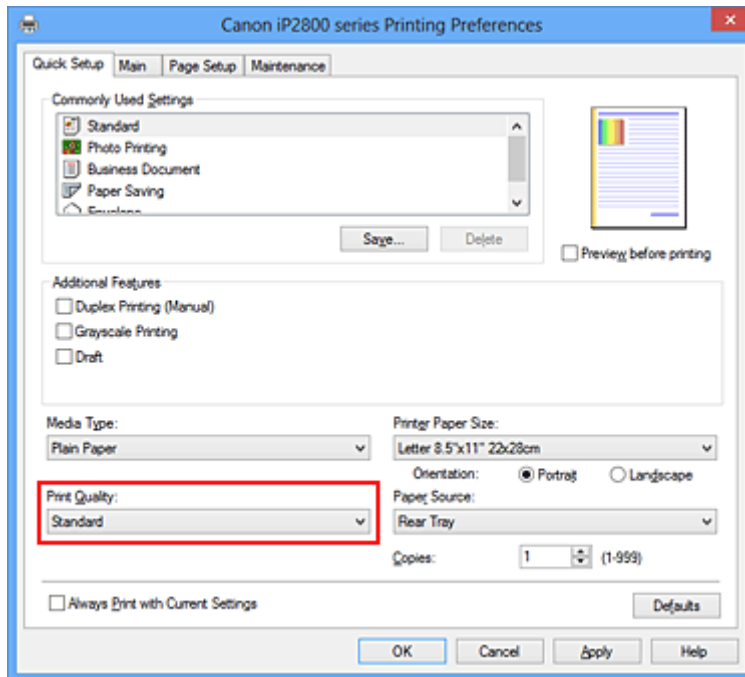 Canon iP2800 series Printing Preferences
Quick Setup Main Page Setup Maintenance
Commonly Used Settings
Standard
Photo Printing
Business Document
Paper Saving
Envelope
Save... Delete
Preview before printing
Additional Features
Duplex Printing (Manual)
Grayscale Printing
Draft
Media Type: Printer Paper Size:
Plain Paper Letter 8.5"x11" 22x28cm
Orientation: Portrait Landscape
Print Quality: Paper Source:
Standard Rear Tray
Copies: 1 (1-999)
Always Print with Current Settings Defaults
OK Cancel Apply Help